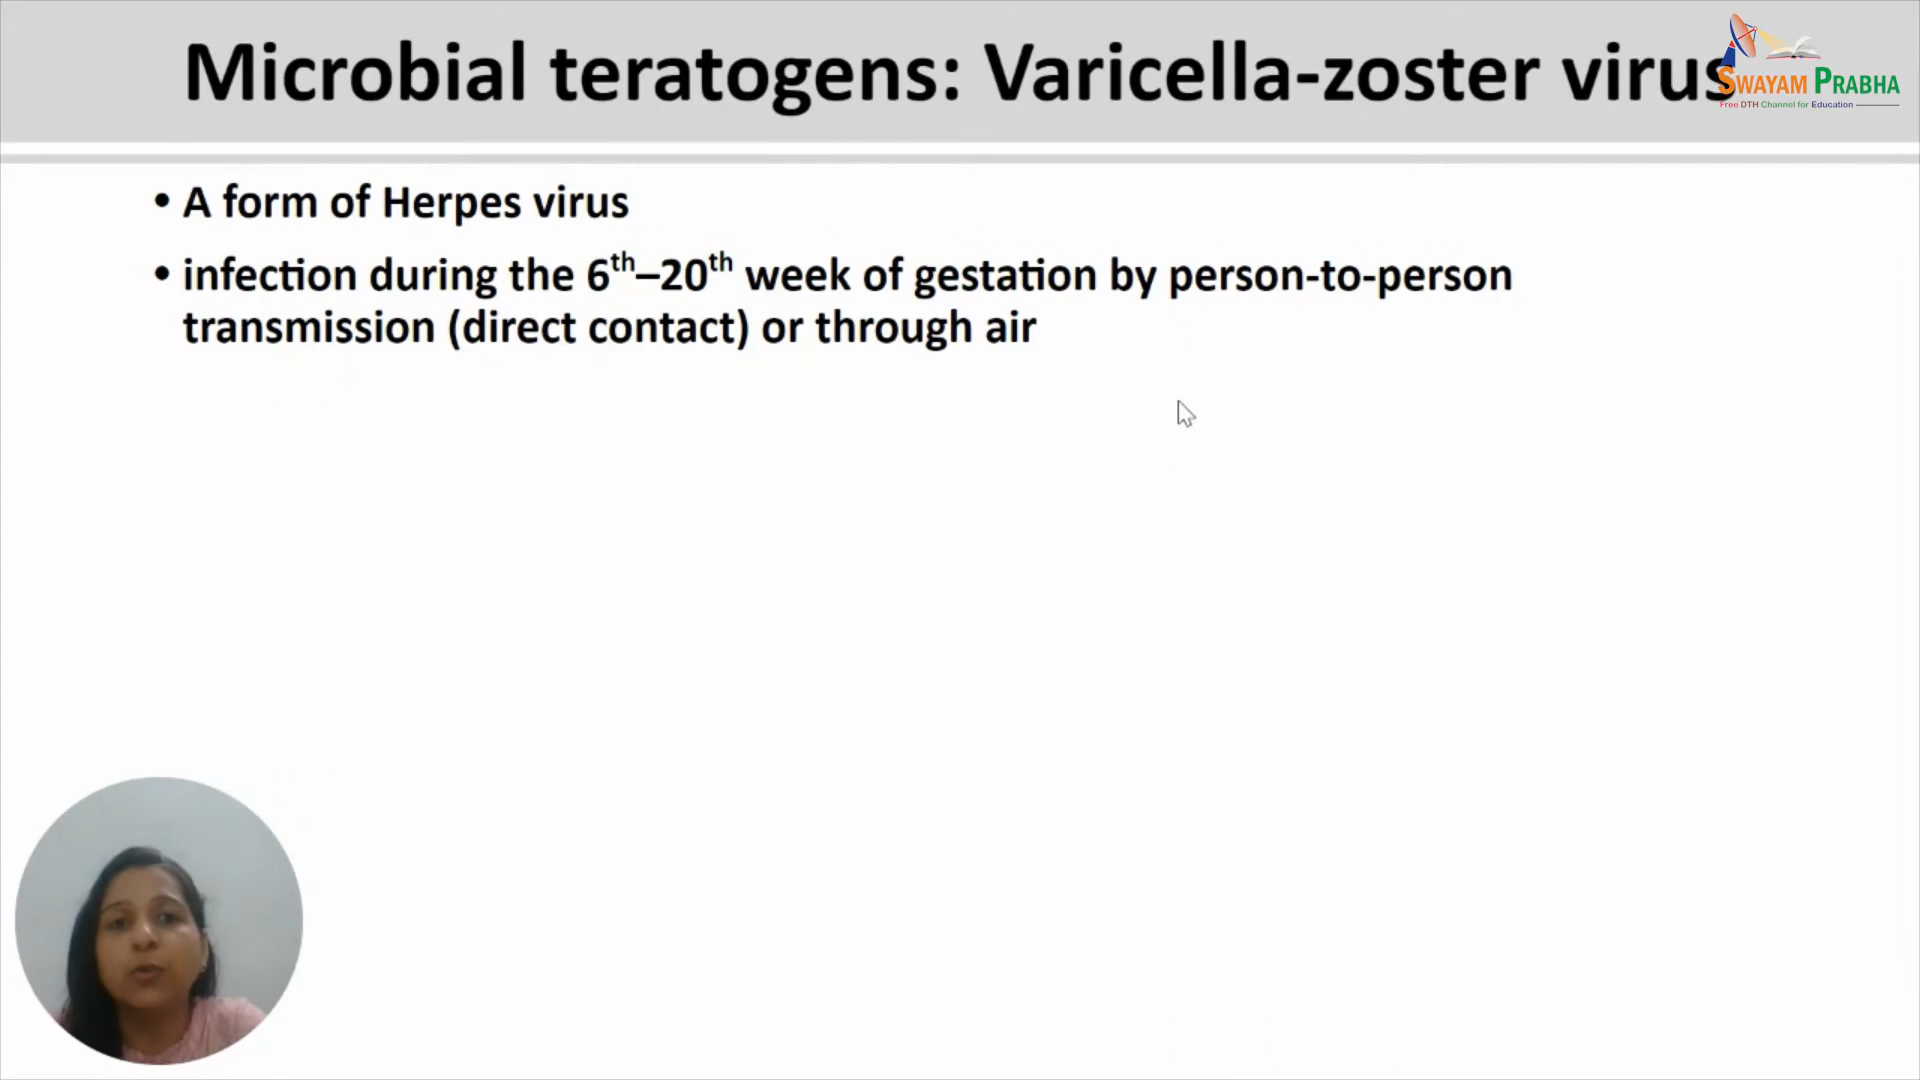 Microbial teratogens: Varicella-zoster virus
SWAYAM PRABHA
Free DTH Channel for Education
• A form of Herpes virus
• infection during the 6th–20th week of gestation by person-to-person
transmission (direct contact) or through air